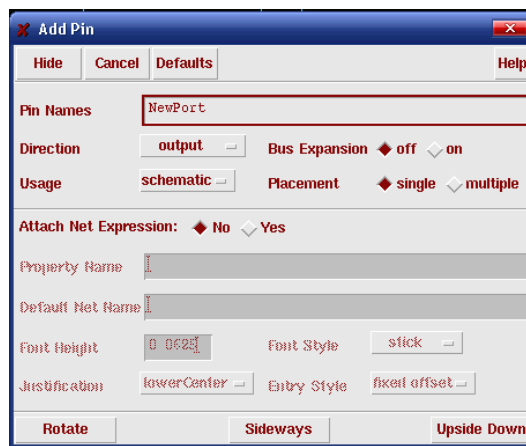 Add Pin
Hide Cancel Defaults Help
Pin Names NewPort
Direction output Bus Expansion off on
Usage schematic Placement single multiple
Attach Net Expression: No Yes
Property Name
Default Net Name
Font Height 0.0625 Font Style stick
Justification lowerCenter Entry Style fixed offset
Rotate Sideways Upside Down